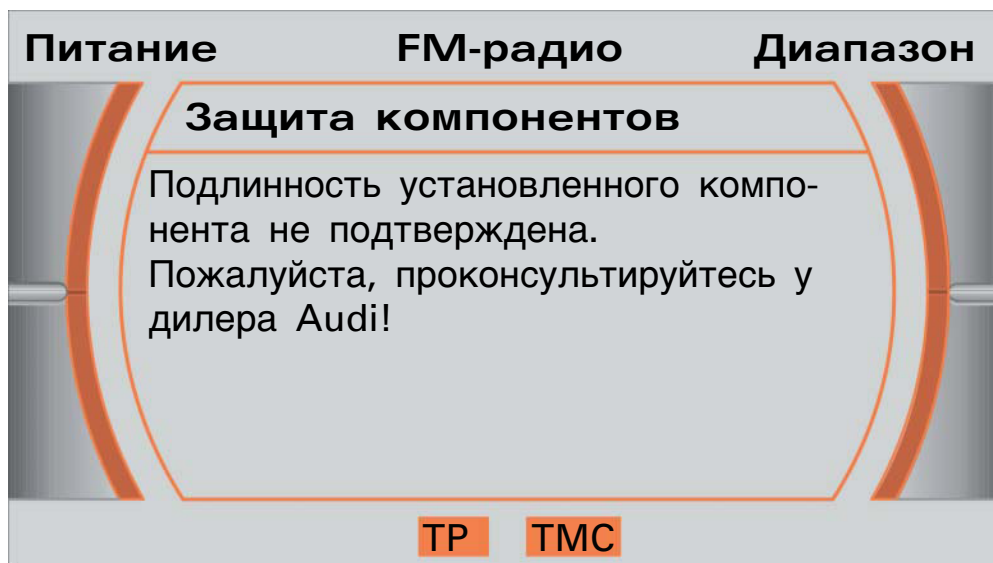 Питание FM-радио Диапазон
Защита компонентов
Подлинность установленного компо-
нента не подтверждена.
Пожалуйста, проконсультируйтесь у
дилера Audi!
TP TMC